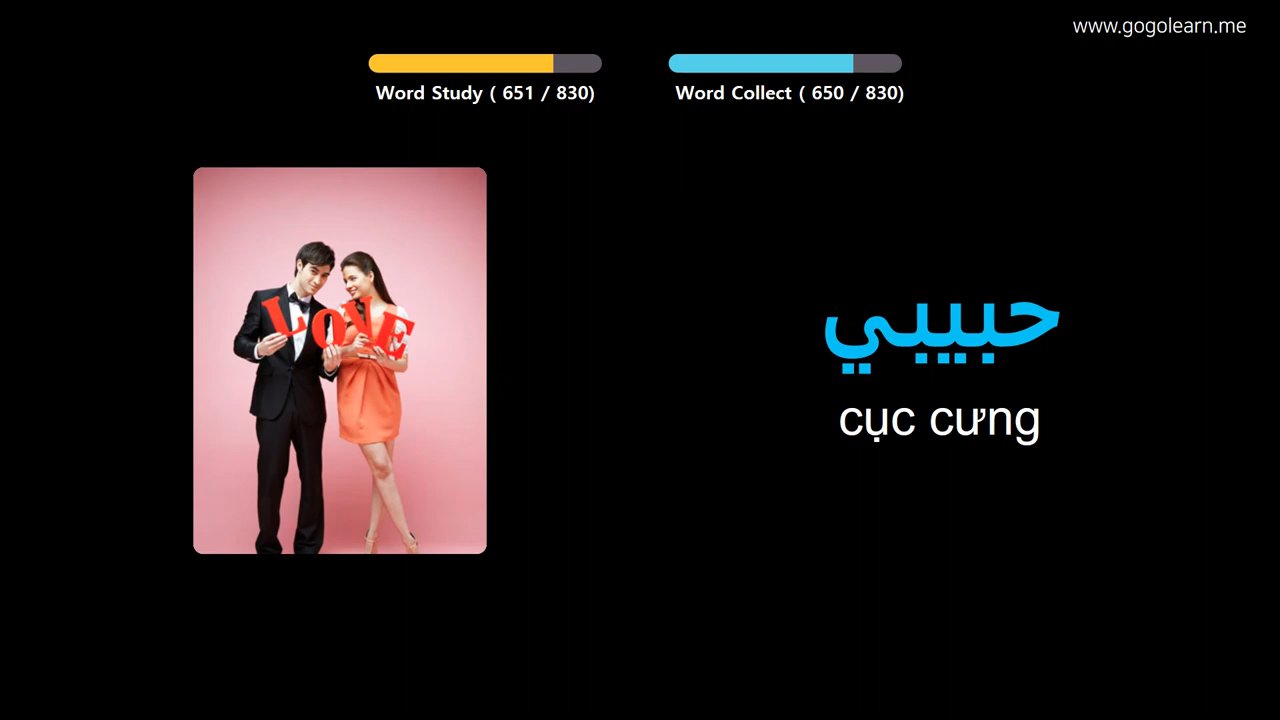 www.gogolearn.me
Word Study ( 651 / 830)
Word Collect ( 650 / 830)
LOVE
حبيبي
cục cưng